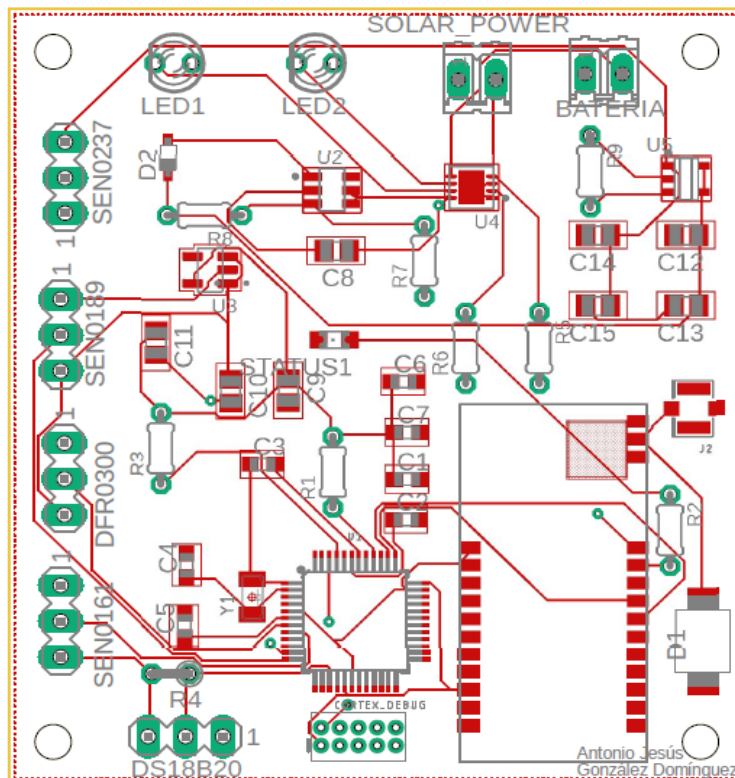 SOLAR_POWER
LED1
LED2
BATERIA
SEN0237
1
D2
U2
R9
U5
U4
R8
R7
C8
C14
C12
1
SEN0189
U3
C11
C15
C13
STATUS1
R6
R5
C10
C9
C6
1
DFR0300
R3
C3
R1
C7
C1
J2
R2
1
SEN0161
C4
C5
Y1
D1
R4
CORTEX_DEBUG
DS18B20
1
Antonio Jesús
González Domínguez